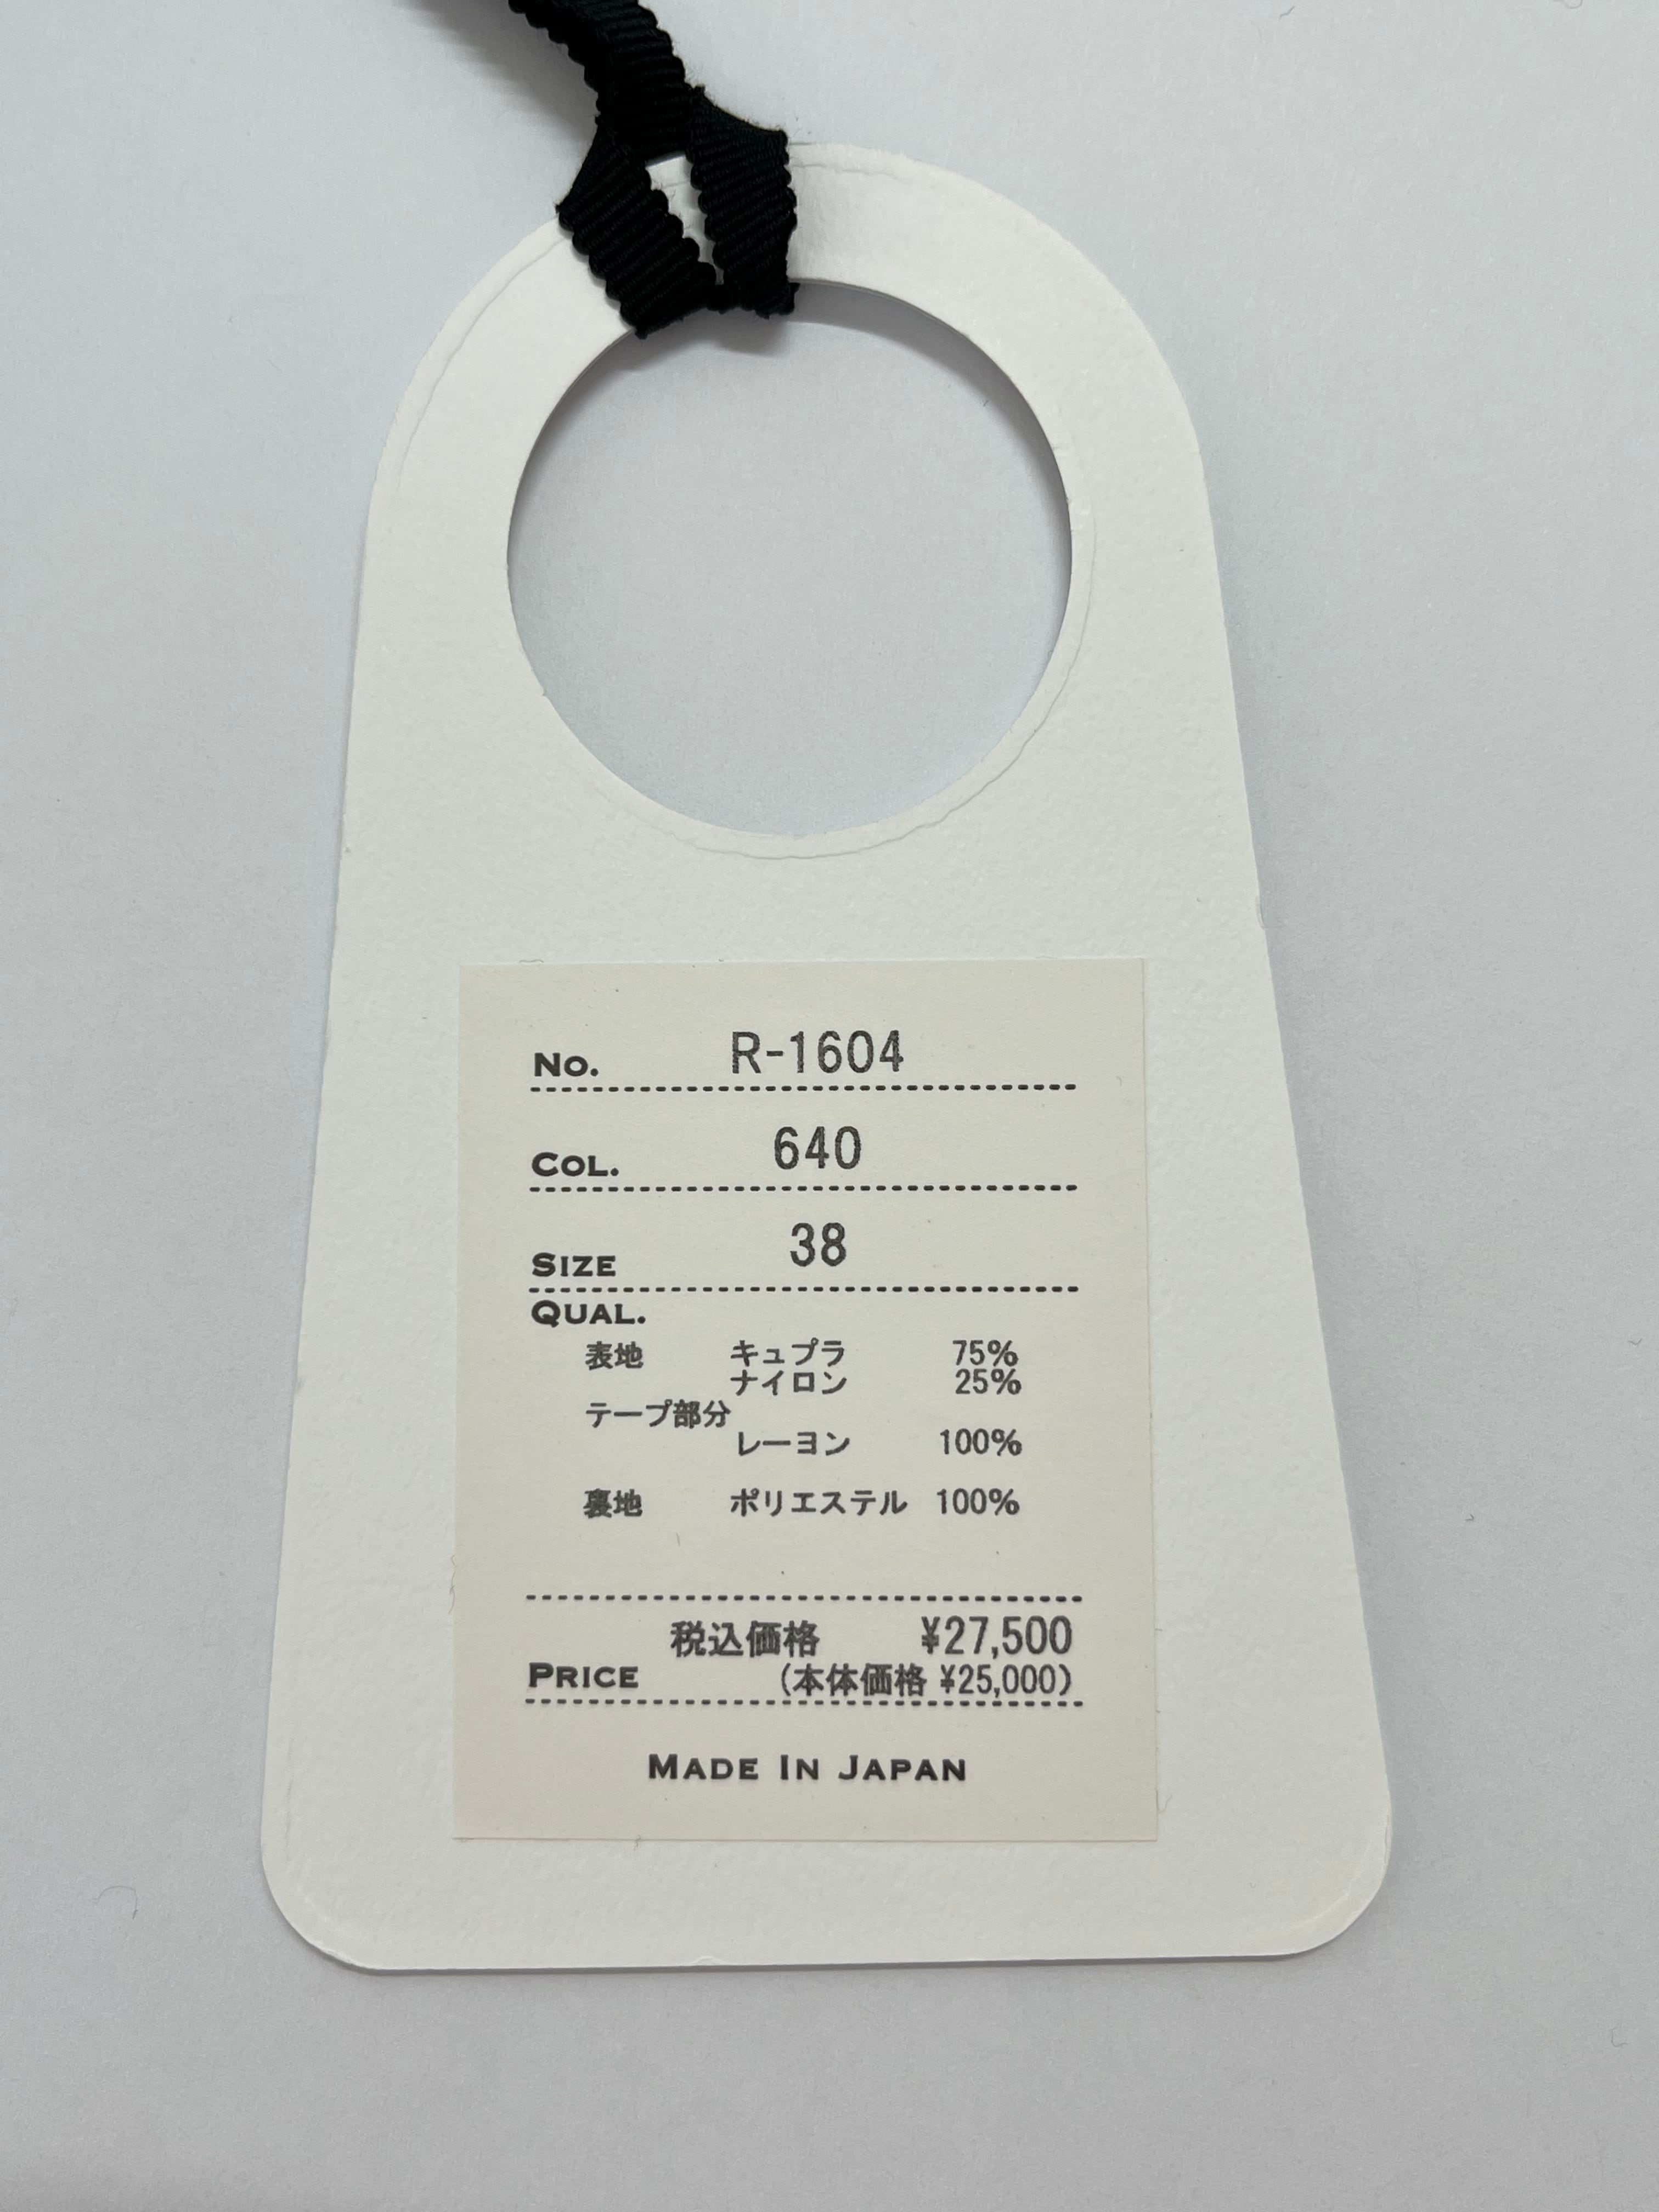 No. R-1604
Col. 640
Size 38
Qual.
表地 キュプラ 75%
ナイロン 25%
テープ部分
レーヨン 100%
裏地 ポリエステル 100%
税込価格 ¥27,500
Price (本体価格 ¥25,000)
Made In Japan